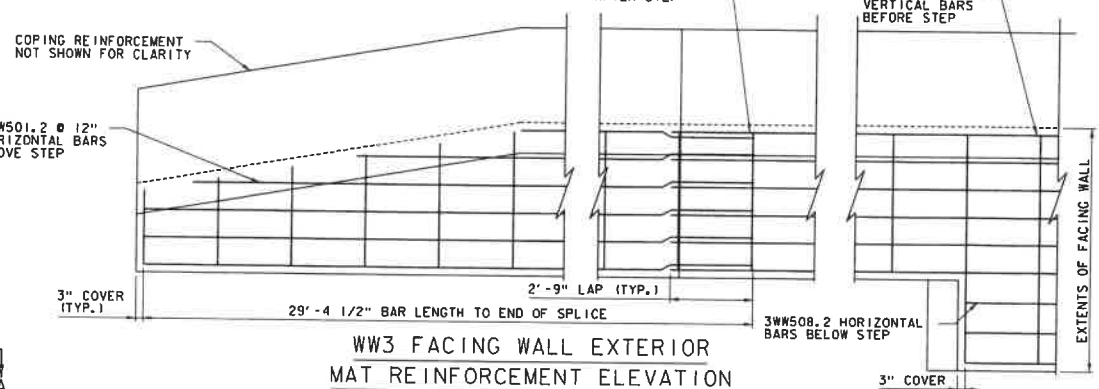 VERTICAL BARS
BEFORE STEP
COPING REINFORCEMENT
NOT SHOWN FOR CLARITY
W501.2 @ 12"
RIZONTAL BARS
OVE STEP
EXTENTS OF FACING WALL
3" COVER
(TYP.)
2'-9" LAP (TYP.)
29'-4 1/2" BAR LENGTH TO END OF SPLICE
3WW508.2 HORIZONTAL
BARS BELOW STEP
WW3 FACING WALL EXTERIOR
MAT REINFORCEMENT ELEVATION
3" COVER